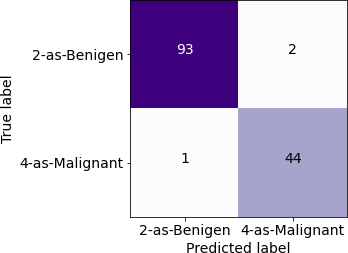 True label
2-as-Benigen
93 2
4-as-Malignant
1 44
2-as-Benigen 4-as-Malignant
Predicted label